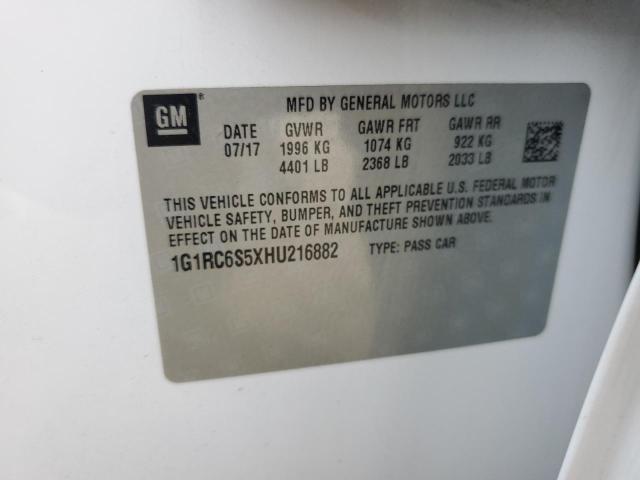 GM®
MFD BY GENERAL MOTORS LLC
DATE GVWR GAWR FRT GAWR RR
07/17 1996 KG 1074 KG 922 KG
4401 LB 2368 LB 2033 LB
THIS VEHICLE CONFORMS TO ALL APPLICABLE U.S. FEDERAL MOTOR
VEHICLE SAFETY, BUMPER, AND THEFT PREVENTION STANDARDS IN
EFFECT ON THE DATE OF MANUFACTURE SHOWN ABOVE.
1G1RC6S5XHU216882 TYPE: PASS CAR